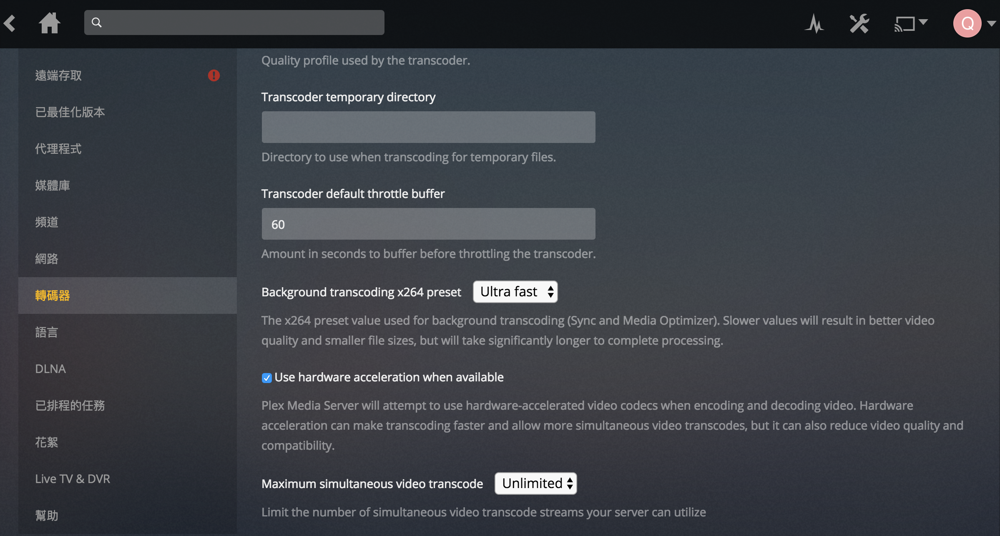 Q
遠端存取
已最佳化版本
代理程式
媒體庫
頻道
網路
轉碼器
語言
DLNA
已排程的任務
花絮
Live TV & DVR
幫助
Quality profile used by the transcoder.
Transcoder temporary directory
Directory to use when transcoding for temporary files.
Transcoder default throttle buffer
60
Amount in seconds to buffer before throttling the transcoder.
Background transcoding x264 preset Ultra fast
The x264 preset value used for background transcoding (Sync and Media Optimizer). Slower values will result in better video
quality and smaller file sizes, but will take significantly longer to complete processing.
Use hardware acceleration when available
Plex Media Server will attempt to use hardware-accelerated video codecs when encoding and decoding video. Hardware
acceleration can make transcoding faster and allow more simultaneous video transcodes, but it can also reduce video quality and
compatibility.
Maximum simultaneous video transcode Unlimited
Limit the number of simultaneous video transcode streams your server can utilize